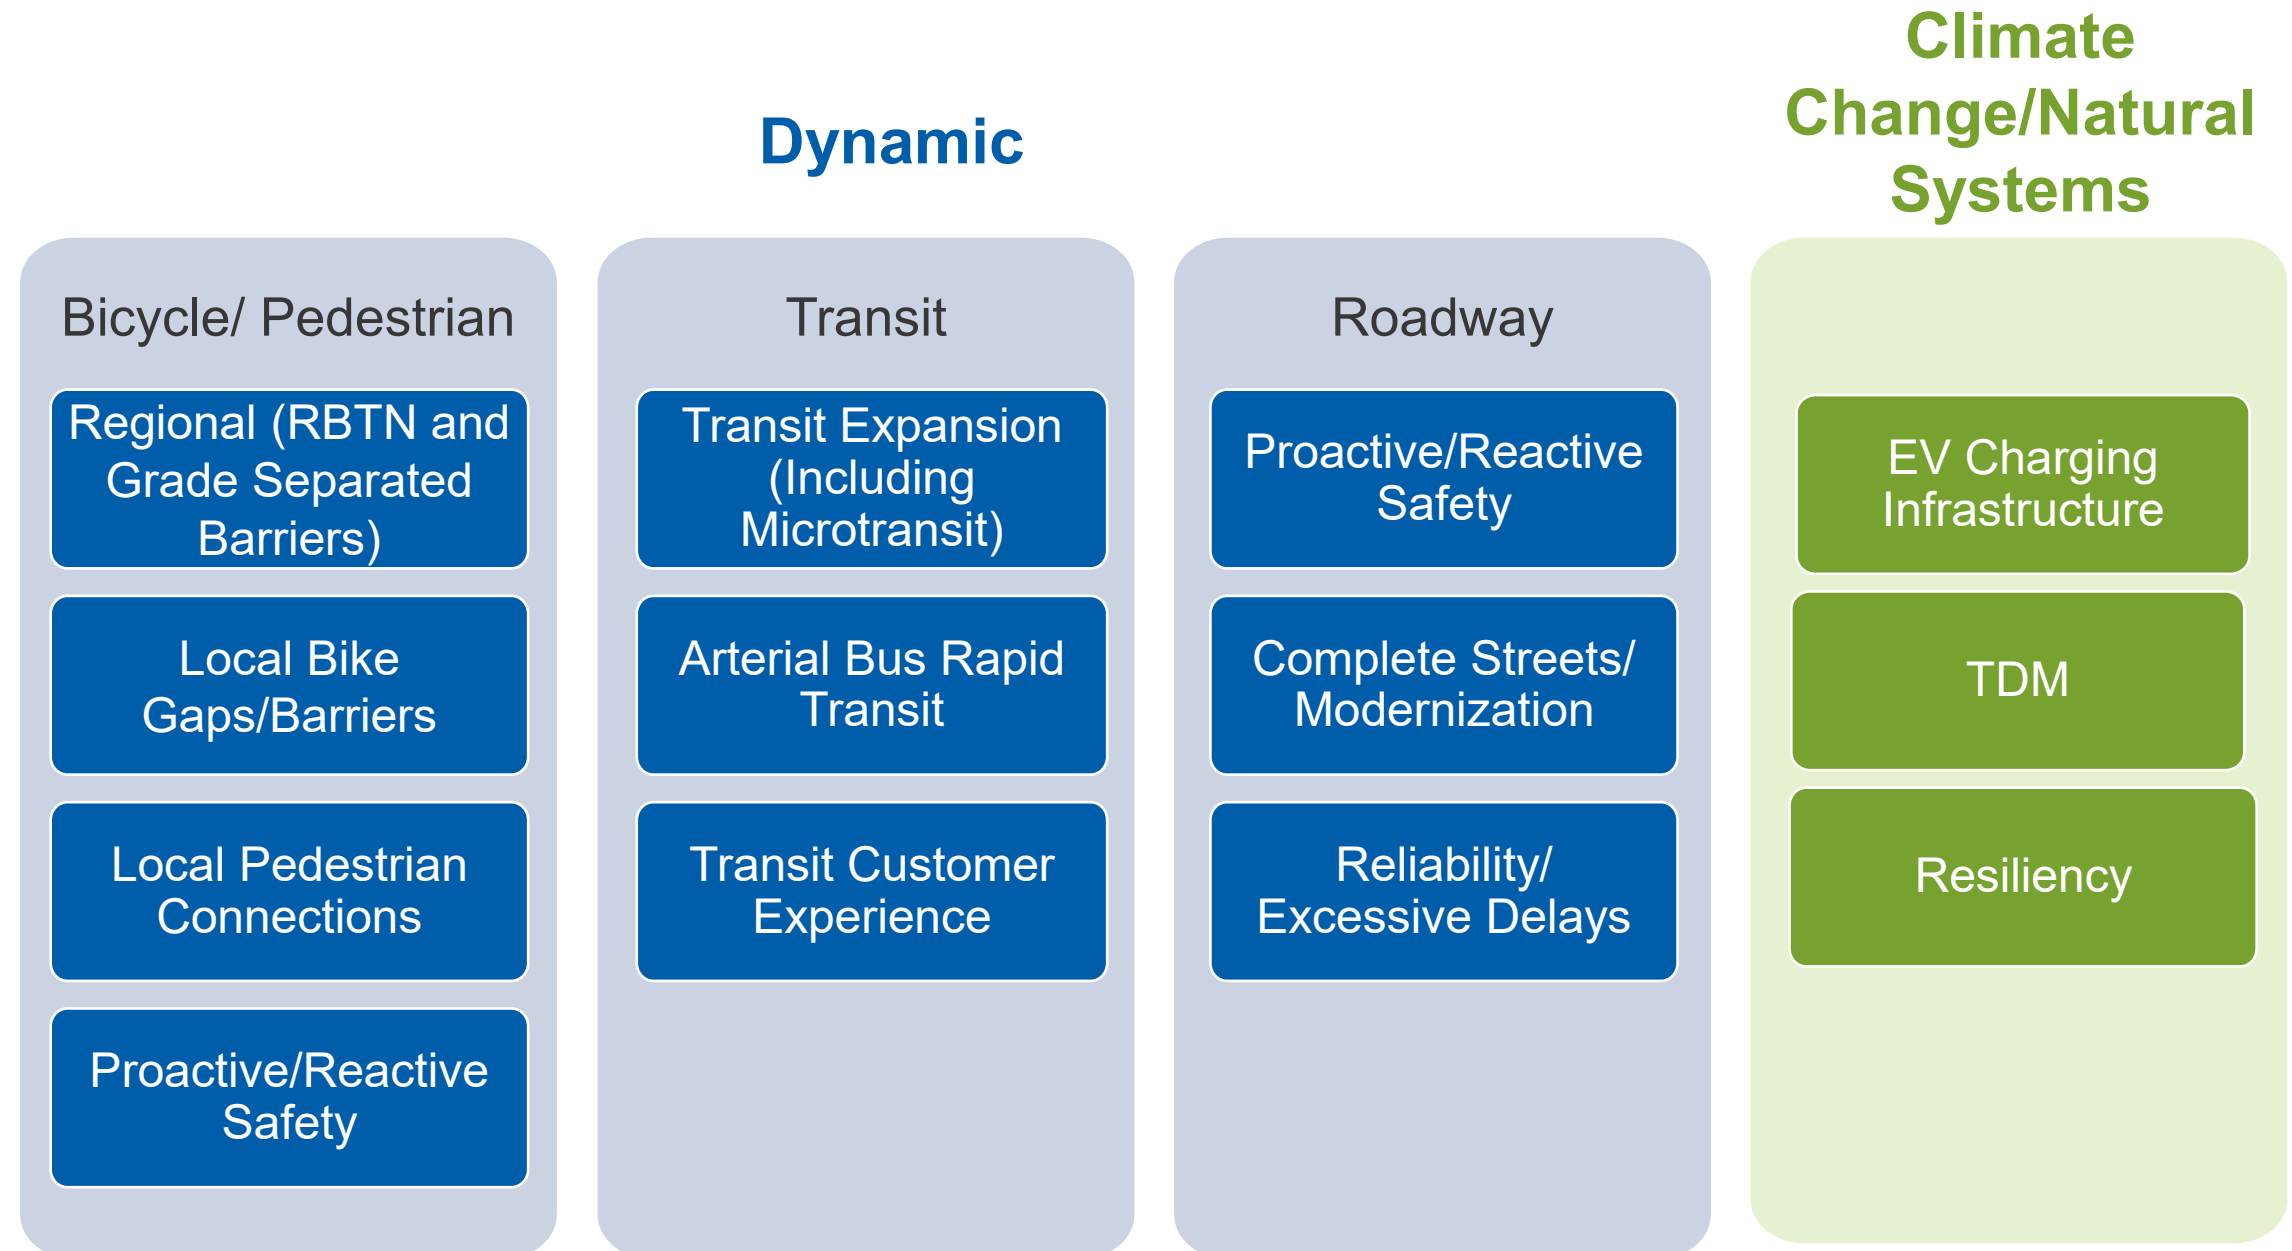 Dynamic
Climate
Change/Natural
Systems
Bicycle/ Pedestrian
Regional (RBTN and
Grade Separated
Barriers)
Local Bike
Gaps/Barriers
Local Pedestrian
Connections
Proactive/Reactive
Safety
Transit
Transit Expansion
(Including
Microtransit)
Arterial Bus Rapid
Transit
Transit Customer
Experience
Roadway
Proactive/Reactive
Safety
Complete Streets/
Modernization
Reliability/
Excessive Delays
EV Charging
Infrastructure
TDM
Resiliency